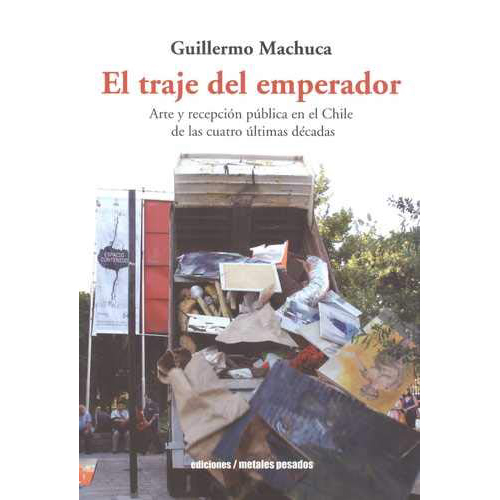 Guillermo Machuca
El traje del emperador
Arte y recepción pública en el Chile
de las cuatro últimas décadas
ESPACIO
CONTENIDO
ediciones / metales pesados